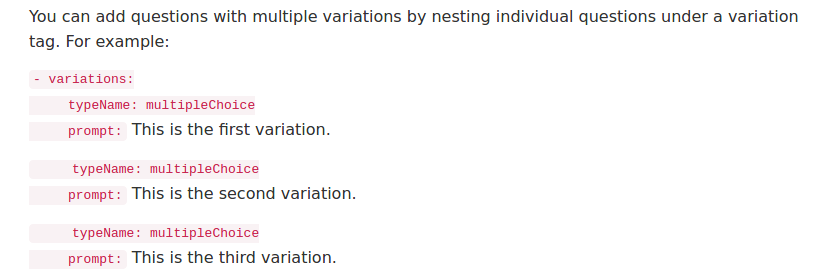 You can add questions with multiple variations by nesting individual questions under a variation
tag. For example:
- variations:
typeName: multipleChoice
prompt: This is the first variation.
typeName: multipleChoice
prompt: This is the second variation.
typeName: multipleChoice
prompt: This is the third variation.